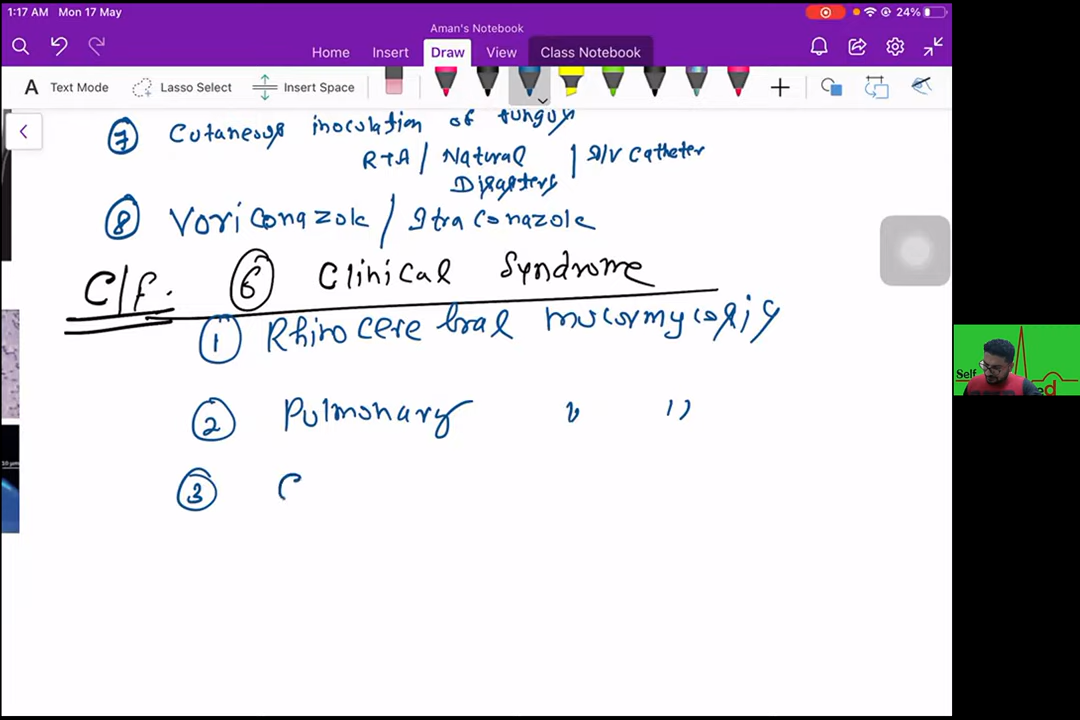 1:17 AM Mon 17 May 24%
Aman's Notebook
Home Insert Draw View Class Notebook
A Text Mode Lasso Select Insert Space
⑦ Cutaneous inoculation of fungus
RTA / Natural Disasters / I/V Catheter
⑧ Voriconazole / Itraconazole
C/f. ⑥ Clinical Syndrome
① Rhinocerebral mucormycosis
② Pulmonary " "
③ C
Self ed